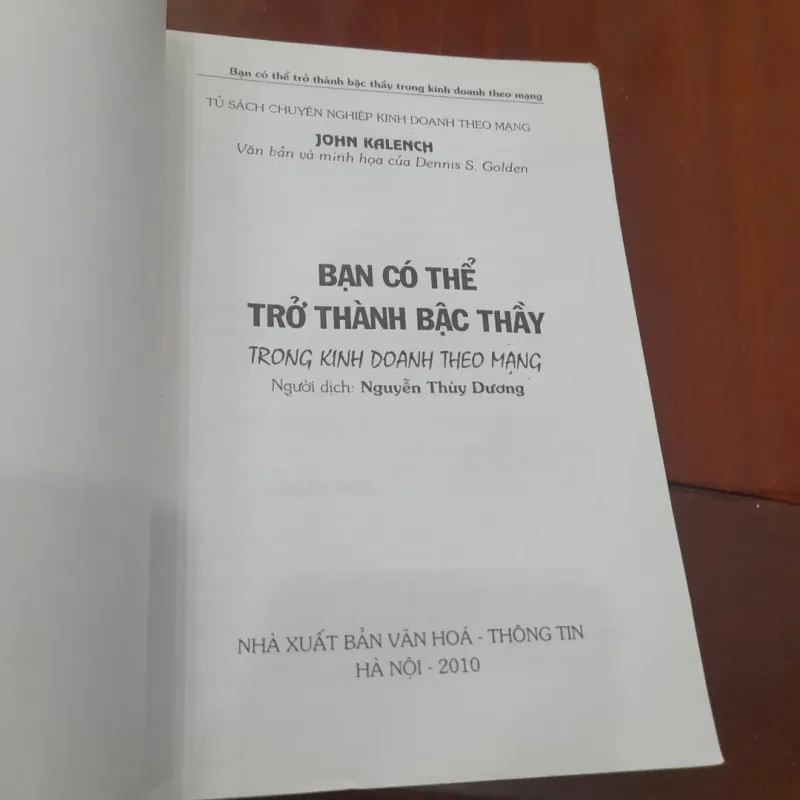 Bạn có thể trở thành bậc thầy trong kinh doanh theo mạng
TỦ SÁCH CHUYÊN NGHIỆP KINH DOANH THEO MẠNG
JOHN KALENCH
Văn bản và minh họa của Dennis S. Golden
BẠN CÓ THỂ
TRỞ THÀNH BẬC THẦY
TRONG KINH DOANH THEO MẠNG
Người dịch: Nguyễn Thùy Dương
NHÀ XUẤT BẢN VĂN HOÁ - THÔNG TIN
HÀ NỘI - 2010